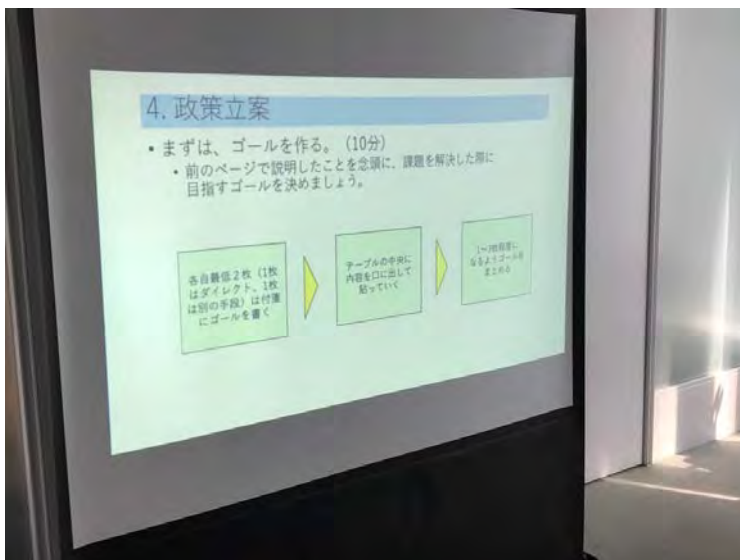 4. 政策立案
• まずは、ゴールを作る。（10分）
• 前のページで説明したことを念頭に、課題を解決した際に
目指すゴールを決めましょう。
各自最低２枚（1枚
はダイレクト、1枚
は別の手段）は付箋
にゴールを書く
テーブルの中央に
内容を口に出して
貼っていく
なるようゴールを
まとめる